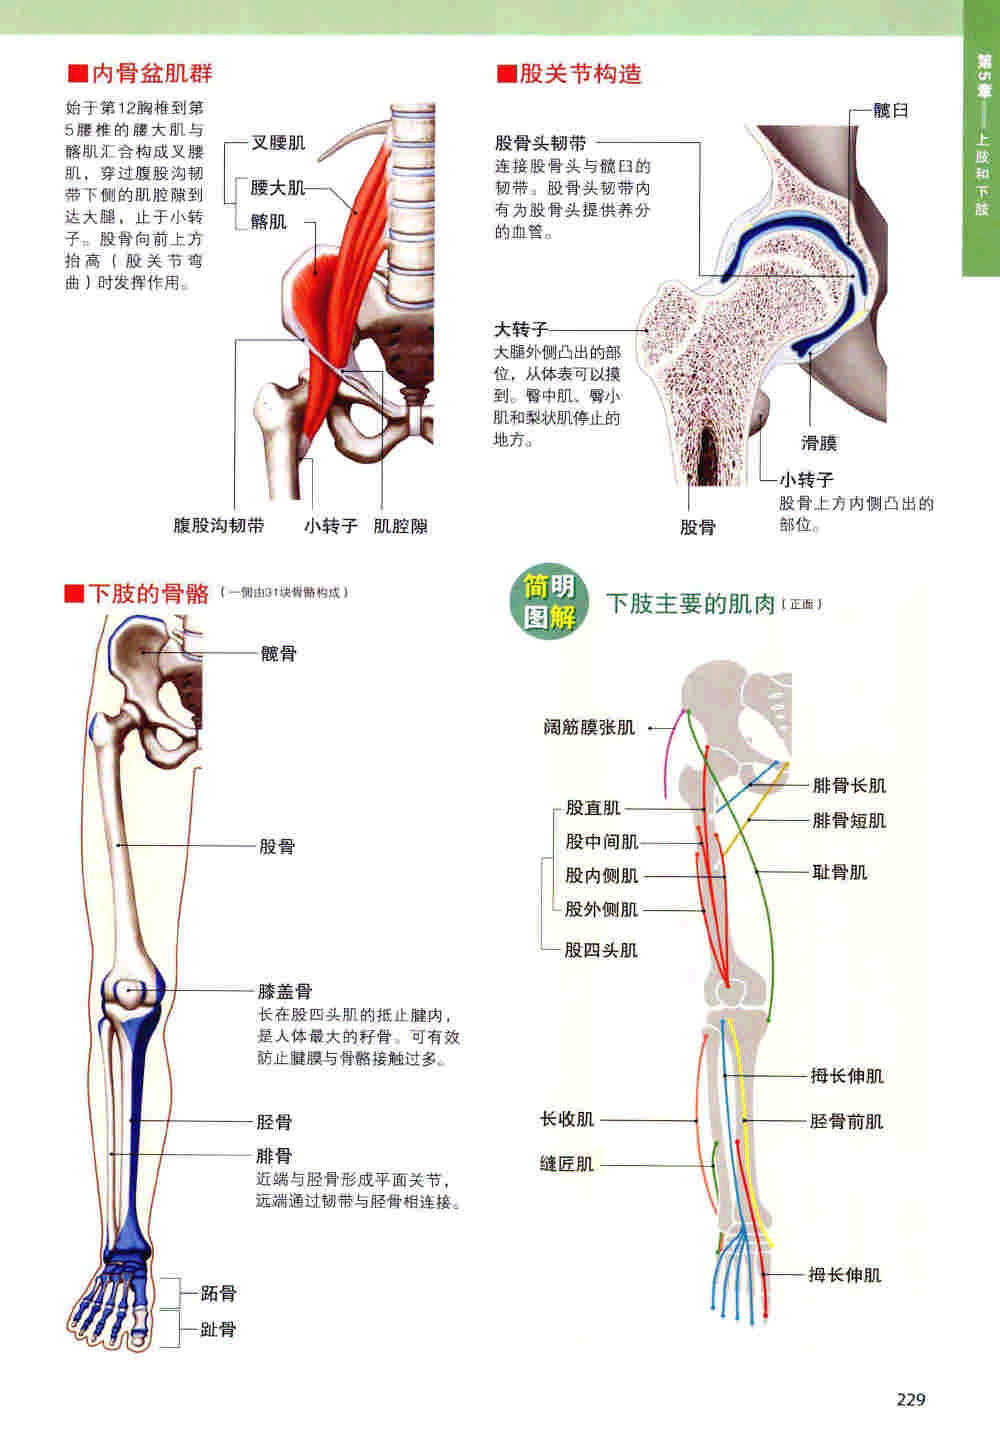 第5章——上肢和下肢
■内骨盆肌群
始于第12胸椎到第
5腰椎的腰大肌与
髂肌汇合构成叉腰
肌，穿过腹股沟韧
带下侧的肌腔隙到
达大腿，止于小转
子。股骨向前上方
抬高（股关节弯
曲）时发挥作用。
叉腰肌
腰大肌
髂肌
腹股沟韧带
小转子
肌腔隙
■股关节构造
髋臼
股骨头韧带
连接股骨头与髋臼的
韧带。股骨头韧带内
有为股骨头提供养分
的血管。
大转子
大腿外侧凸出的部
位，从体表可以摸
到。臀中肌、臀小
肌和梨状肌停止的
地方。
滑膜
小转子
股骨上方内侧凸出的
部位。
股骨
■下肢的骨骼（一侧由31块骨骼构成）
髋骨
股骨
膝盖骨
长在股四头肌的抵止腱内，
是人体最大的籽骨。可有效
防止腱膜与骨骼接触过多。
胫骨
腓骨
近端与胫骨形成平面关节，
远端通过韧带与胫骨相连接。
跖骨
趾骨
简明
图解
下肢主要的肌肉（正面）
阔筋膜张肌
股直肌
股中间肌
股内侧肌
股外侧肌
股四头肌
腓骨长肌
腓骨短肌
耻骨肌
拇长伸肌
长收肌
胫骨前肌
缝匠肌
拇长伸肌
229